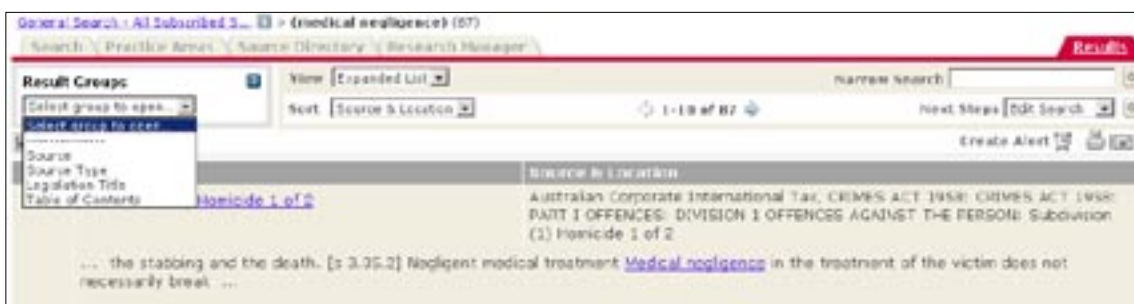 General Search - All Subscribed S... > (medical negligence) (87)
Search Practice Areas Source Directory Research Manager Results
Result Groups
View Expanded List Narrow Search
Select group to open...
Sort Source & Location 1-10 of 87 Next Steps Edit Search
Select group to open...
--------------
Create Alert
Source
Source Type
Legislation Title
Table of Contents
Source & Location
Homicide 1 of 2
Australian Corporate International Tax, CRIMES ACT 1958: CRIMES ACT 1958:
PART I OFFENCES: DIVISION 1 OFFENCES AGAINST THE PERSON: Subdivision
(1) Homicide 1 of 2
... the stabbing and the death. [s 3.35.2] Negligent medical treatment Medical negligence in the treatment of the victim does not
necessarily break ...